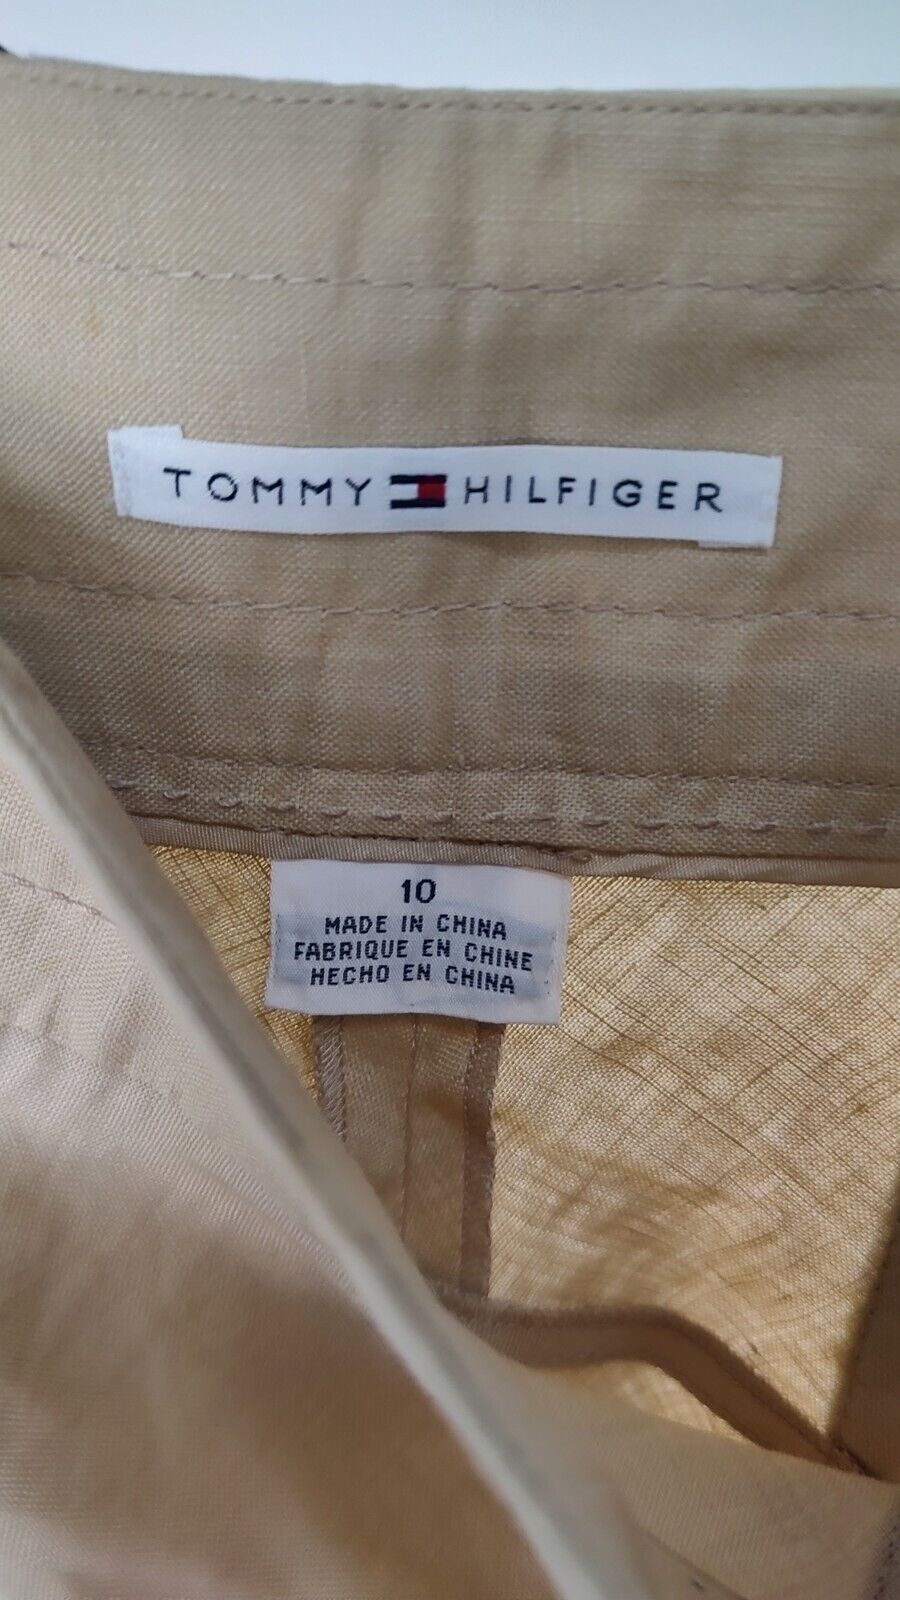 TOMMY HILFIGER
10
MADE IN CHINA
FABRIQUE EN CHINE
HECHO EN CHINA